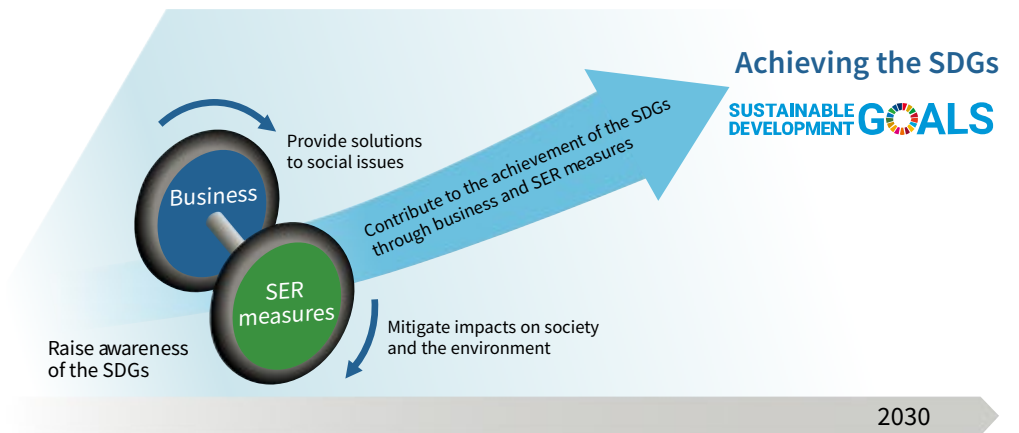 Achieving the SDGs
SUSTAINABLE
DEVELOPMENT GOALS
Provide solutions
to social issues
Business
Contribute to the achievement of the SDGs
through business and SER measures
SER
measures
Mitigate impacts on society
and the environment
Raise awareness
of the SDGs
2030